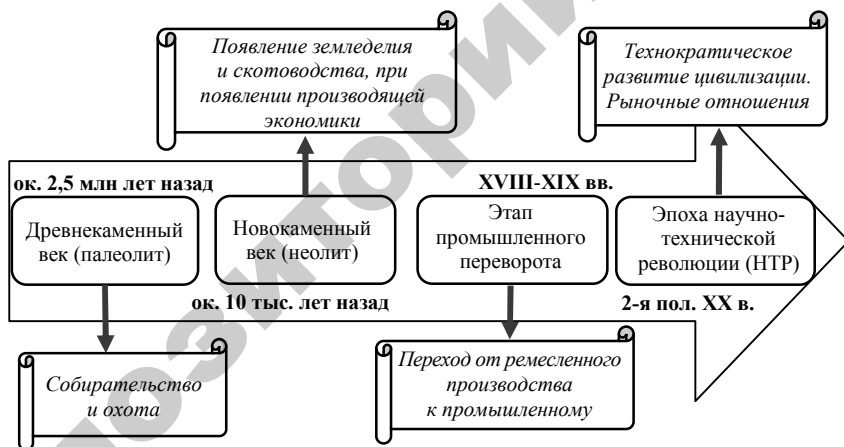 Появление земледелия
и скотоводства, при
появлении производящей
экономики
Технократическое
развитие цивилизации.
Рыночные отношения
ок. 2,5 млн лет назад
XVIII-XIX вв.
Древнекаменный
век (палеолит)
Новокаменный
век (неолит)
Этап
промышленного
переворота
Эпоха научно-
технической
революции (НТР)
ок. 10 тыс. лет назад
2-я пол. XX в.
Собирательство
и охота
Переход от ремесленного
производства
к промышленному